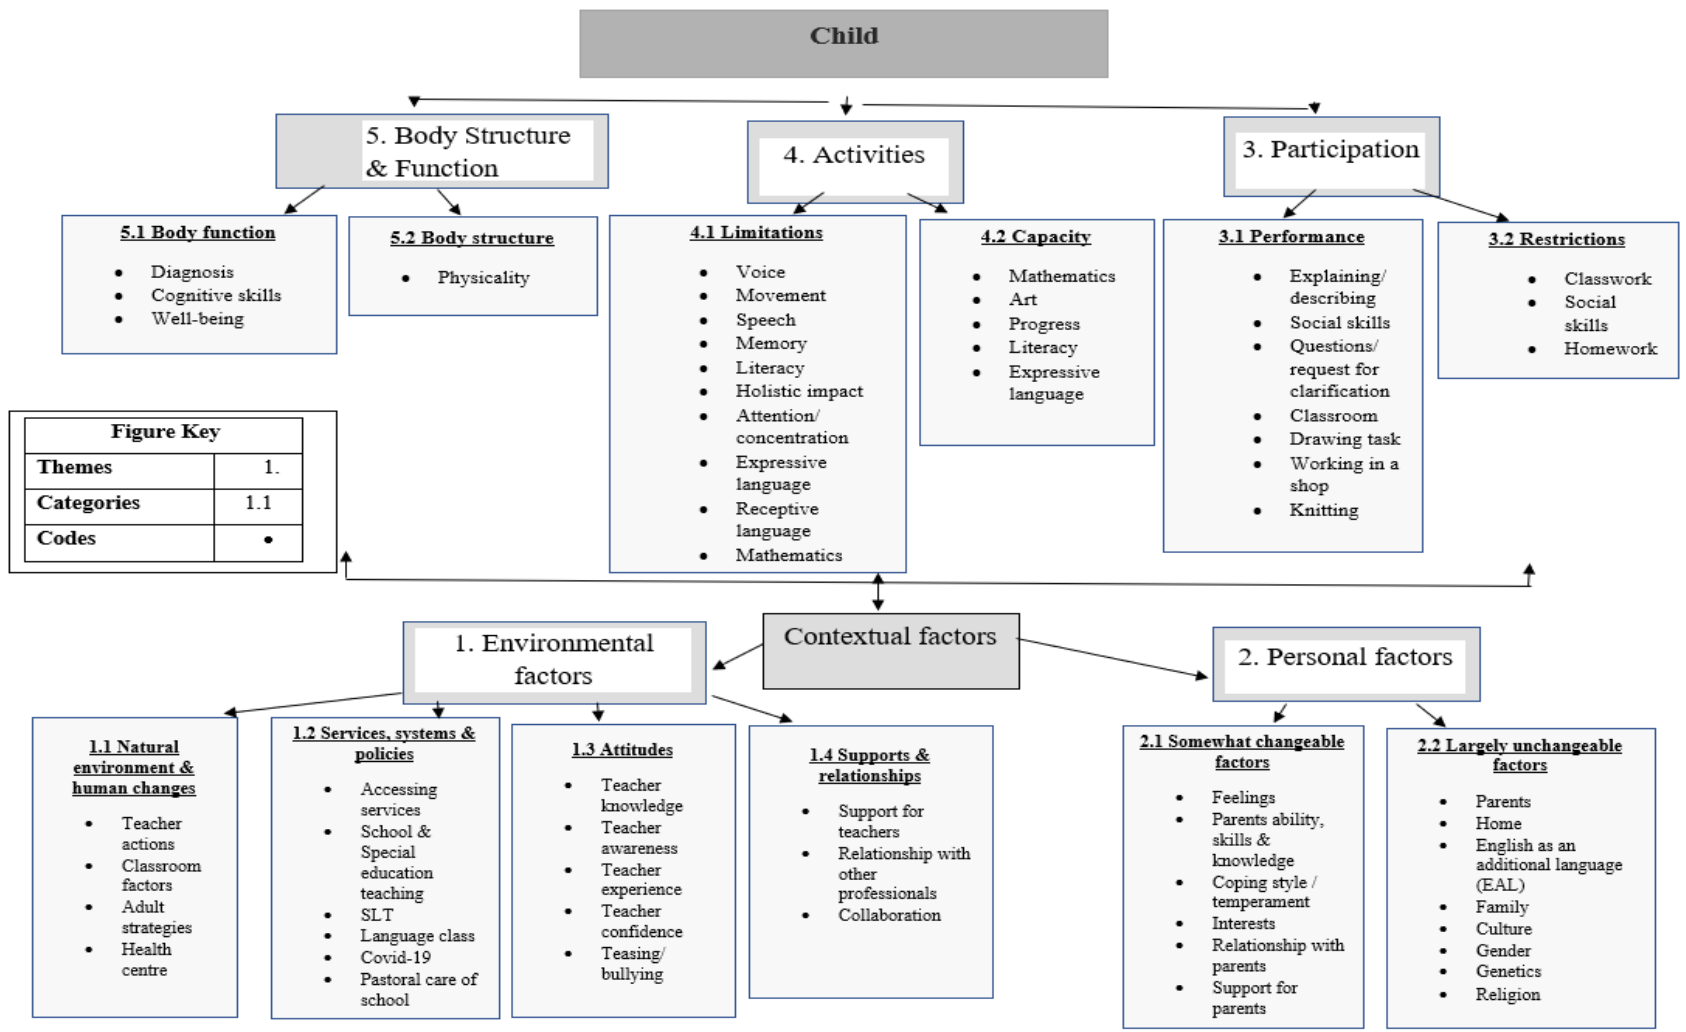 Child
5. Body Structure
& Function
4. Activities
3. Participation
5.1 Body function
• Diagnosis
• Cognitive skills
• Well-being
5.2 Body structure
• Physicality
4.1 Limitations
• Voice
• Movement
• Speech
• Memory
• Literacy
• Holistic impact
• Attention/
concentration
• Expressive
language
• Receptive
language
• Mathematics
4.2 Capacity
• Mathematics
• Art
• Progress
• Literacy
• Expressive
language
3.1 Performance
• Explaining/
describing
• Social skills
• Questions/
request for
clarification
• Classroom
• Drawing task
• Working in a
shop
• Knitting
3.2 Restrictions
• Classwork
• Social
skills
• Homework
Figure Key
Themes 1.
Categories 1.1
Codes •
Contextual factors
1. Environmental
factors
2. Personal factors
1.1 Natural
environment &
human changes
• Teacher
actions
• Classroom
factors
• Adult
strategies
• Health
centre
1.2 Services, systems &
policies
• Accessing
services
• School &
Special
education
teaching
• SLT
• Language class
• Covid-19
• Pastoral care of
school
1.3 Attitudes
• Teacher
knowledge
• Teacher
awareness
• Teacher
experience
• Teacher
confidence
• Teasing/
bullying
1.4 Supports &
relationships
• Support for
teachers
• Relationship with
other
professionals
• Collaboration
2.1 Somewhat changeable
factors
• Feelings
• Parents ability,
skills &
knowledge
• Coping style /
temperament
• Interests
• Relationship with
parents
• Support for
parents
2.2 Largely unchangeable
factors
• Parents
• Home
• English as an
additional language
(EAL)
• Family
• Culture
• Gender
• Genetics
• Religion